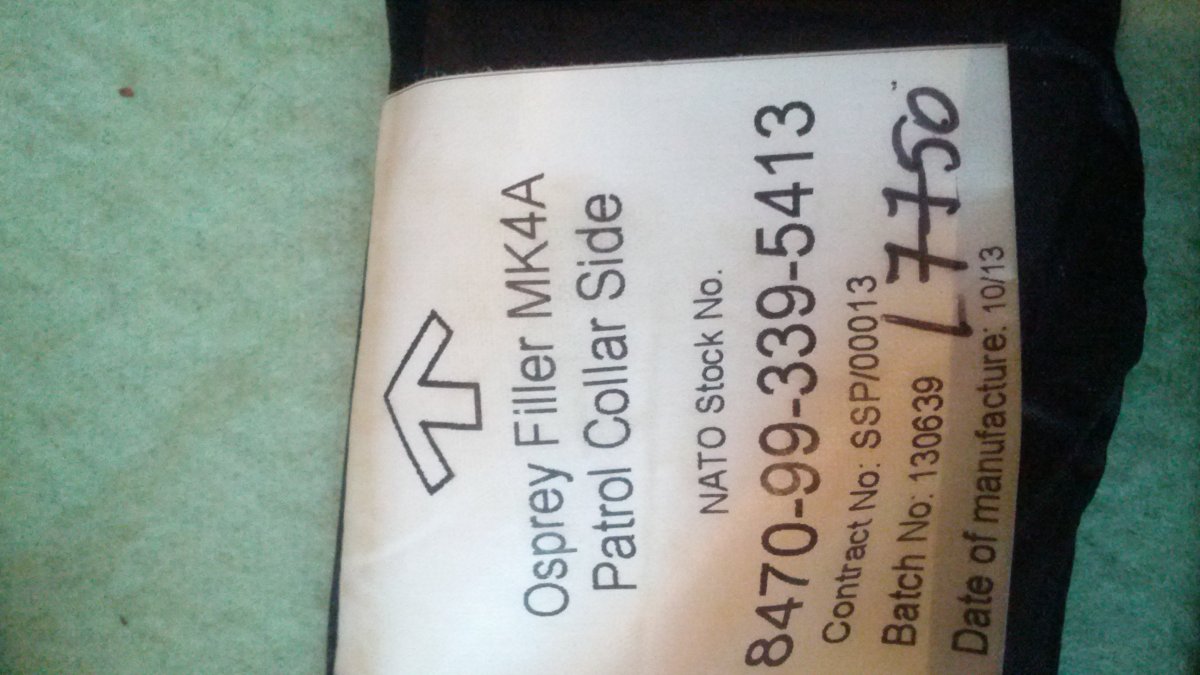 Osprey Filler MK4A
Patrol Collar Side
NATO Stock No.
8470-99-339-5413
Contract No: SSP/00013
Batch No: 130639 L 7750
Date of manufacture: 10/13